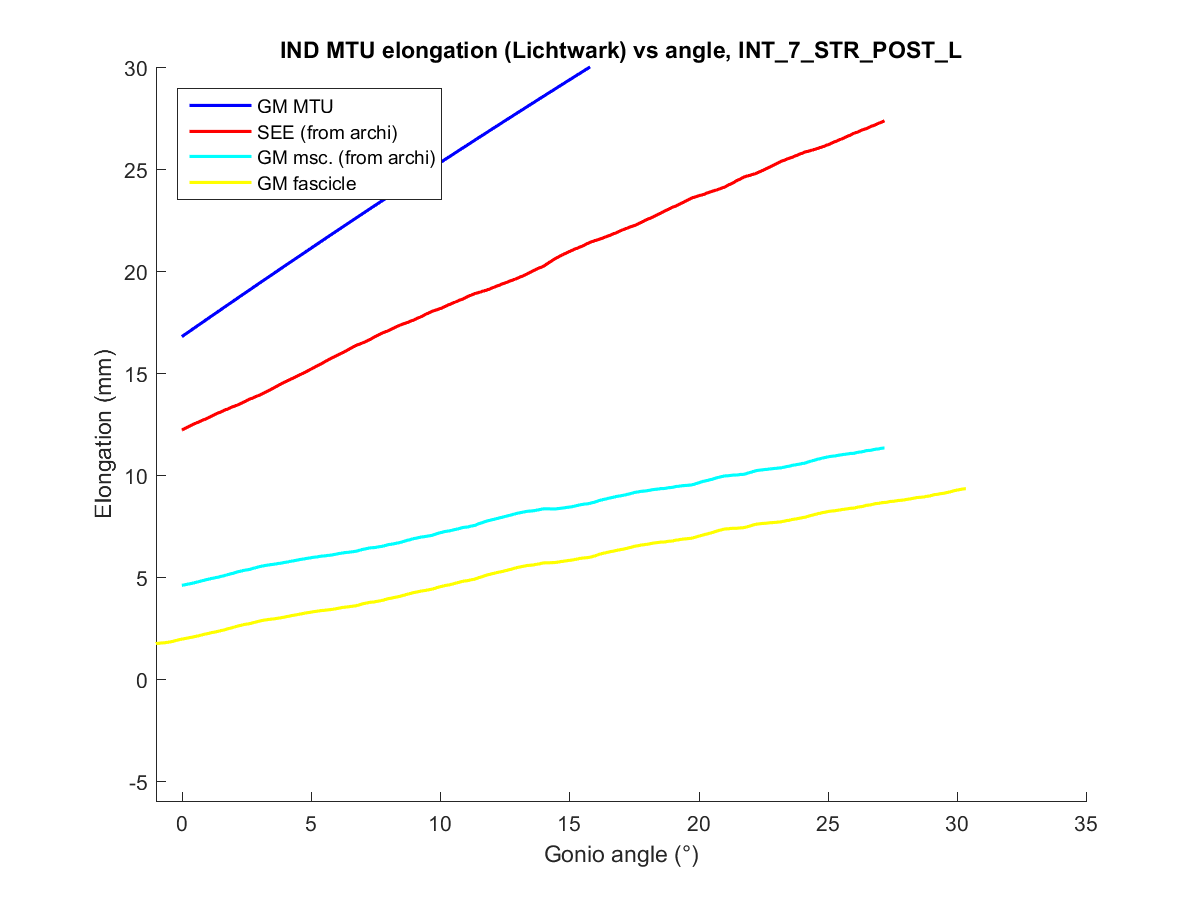 IND MTU elongation (Lichtwark) vs angle, INT_7_STR_POST_L
30
25
20
15
10
5
0
-5
GM MTU
SEE (from archi)
GM msc. (from archi)
GM fascicle
Elongation (mm)
0 5 10 15 20 25 30 35
Gonio angle (°)